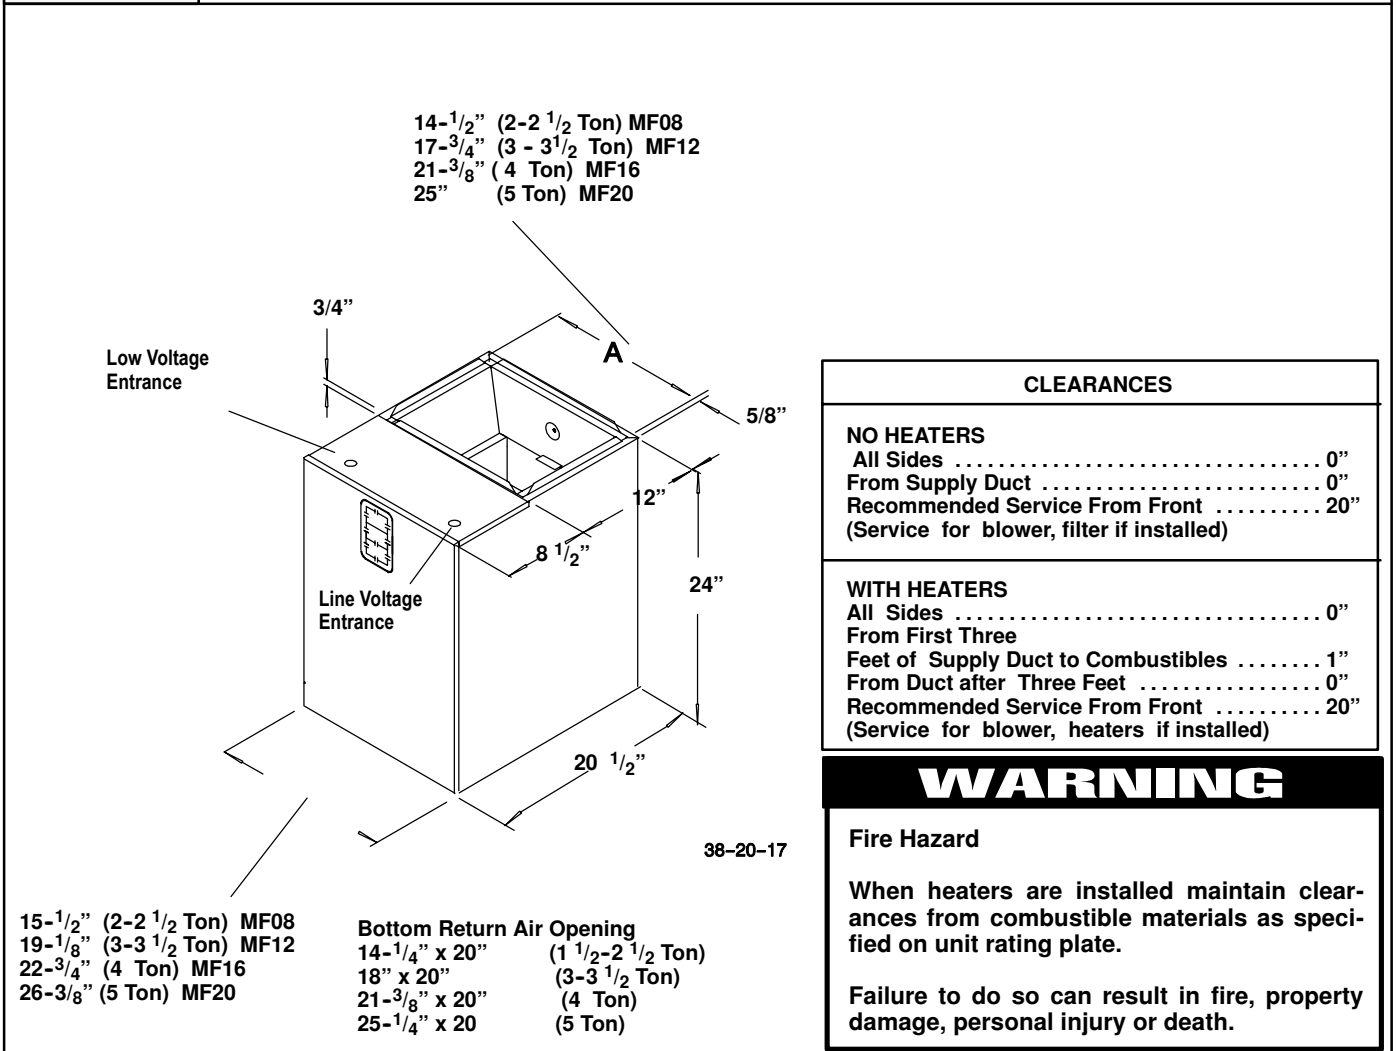 14-1/2” (2-2 1/2 Ton) MF08
17-3/4” (3 - 31/2 Ton) MF12
21-3/8” ( 4 Ton) MF16
25” (5 Ton) MF20
3/4”
Low Voltage
Entrance
A
5/8”
12”
8 1/2”
24”
Line Voltage
Entrance
20 1/2”
38-20-17
15-1/2” (2-2 1/2 Ton) MF08
19-1/8” (3-3 1/2 Ton) MF12
22-3/4” (4 Ton) MF16
26-3/8” (5 Ton) MF20
Bottom Return Air Opening
14-1/4” x 20” (1 1/2-2 1/2 Ton)
18” x 20” (3-3 1/2 Ton)
21-3/8” x 20” (4 Ton)
25-1/4” x 20 (5 Ton)
CLEARANCES
NO HEATERS
All Sides . . . . . . . . . . . . . . . . . . . . . . . . . . . . . . . . . 0”
From Supply Duct . . . . . . . . . . . . . . . . . . . . . . . . . 0”
Recommended Service From Front . . . . . . . . . . 20”
(Service for blower, filter if installed)
WITH HEATERS
All Sides . . . . . . . . . . . . . . . . . . . . . . . . . . . . . . . . . . 0”
From First Three
Feet of Supply Duct to Combustibles . . . . . . . . 1”
From Duct after Three Feet . . . . . . . . . . . . . . . . . 0”
Recommended Service From Front . . . . . . . . . . 20”
(Service for blower, heaters if installed)
WARNING
Fire Hazard
When heaters are installed maintain clear-
ances from combustible materials as speci-
fied on unit rating plate.
Failure to do so can result in fire, property
damage, personal injury or death.